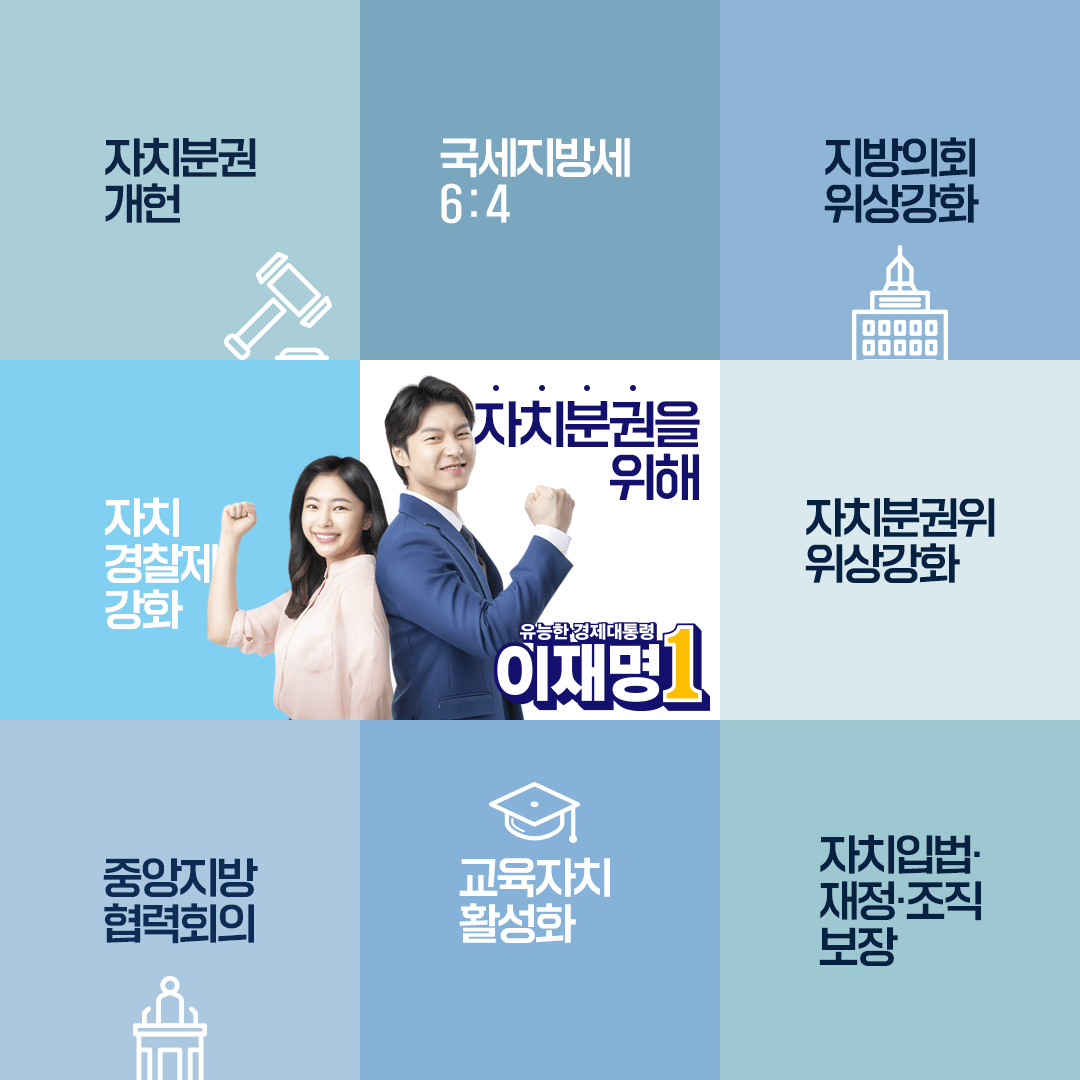 자치분권
개헌
국세지방세
6:4
지방의회
위상강화
자치
경찰제
강화
자치분권을
위해
유능한 경제대통령
이재명1
자치분권위
위상강화
중앙지방
협력회의
교육자치
활성화
자치입법·
재정·조직
보장